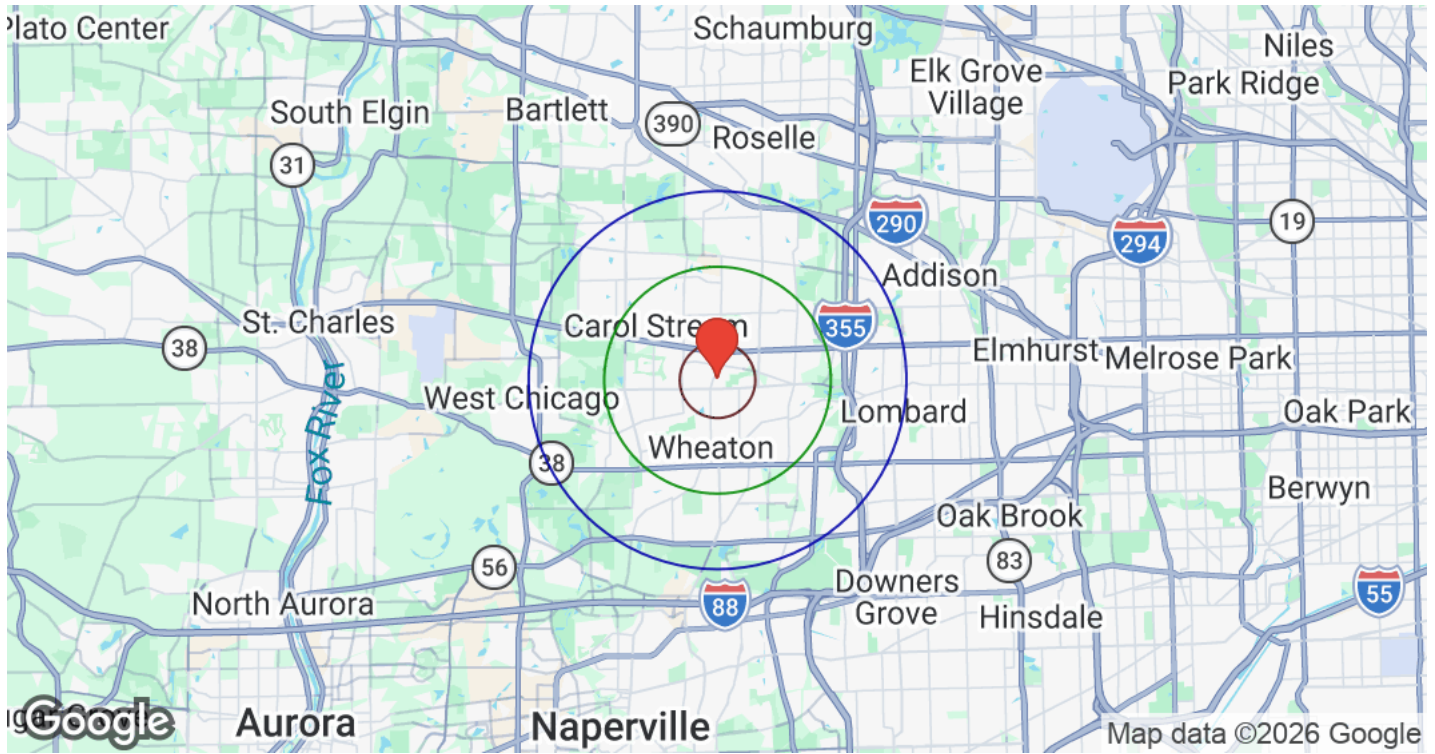 Plato Center
Schaumburg
Niles
Elk Grove
Village
Park Ridge
South Elgin
Bartlett
390
Roselle
31
290
19
294
Addison
Carol Stream
355
St. Charles
38
Elmhurst
Melrose Park
West Chicago
Lombard
Oak Park
Fox River
Wheaton
38
Berwyn
Oak Brook
56
83
Downers
Grove
88
55
North Aurora
Hinsdale
Google
Aurora
Naperville
Map data ©2026 Google